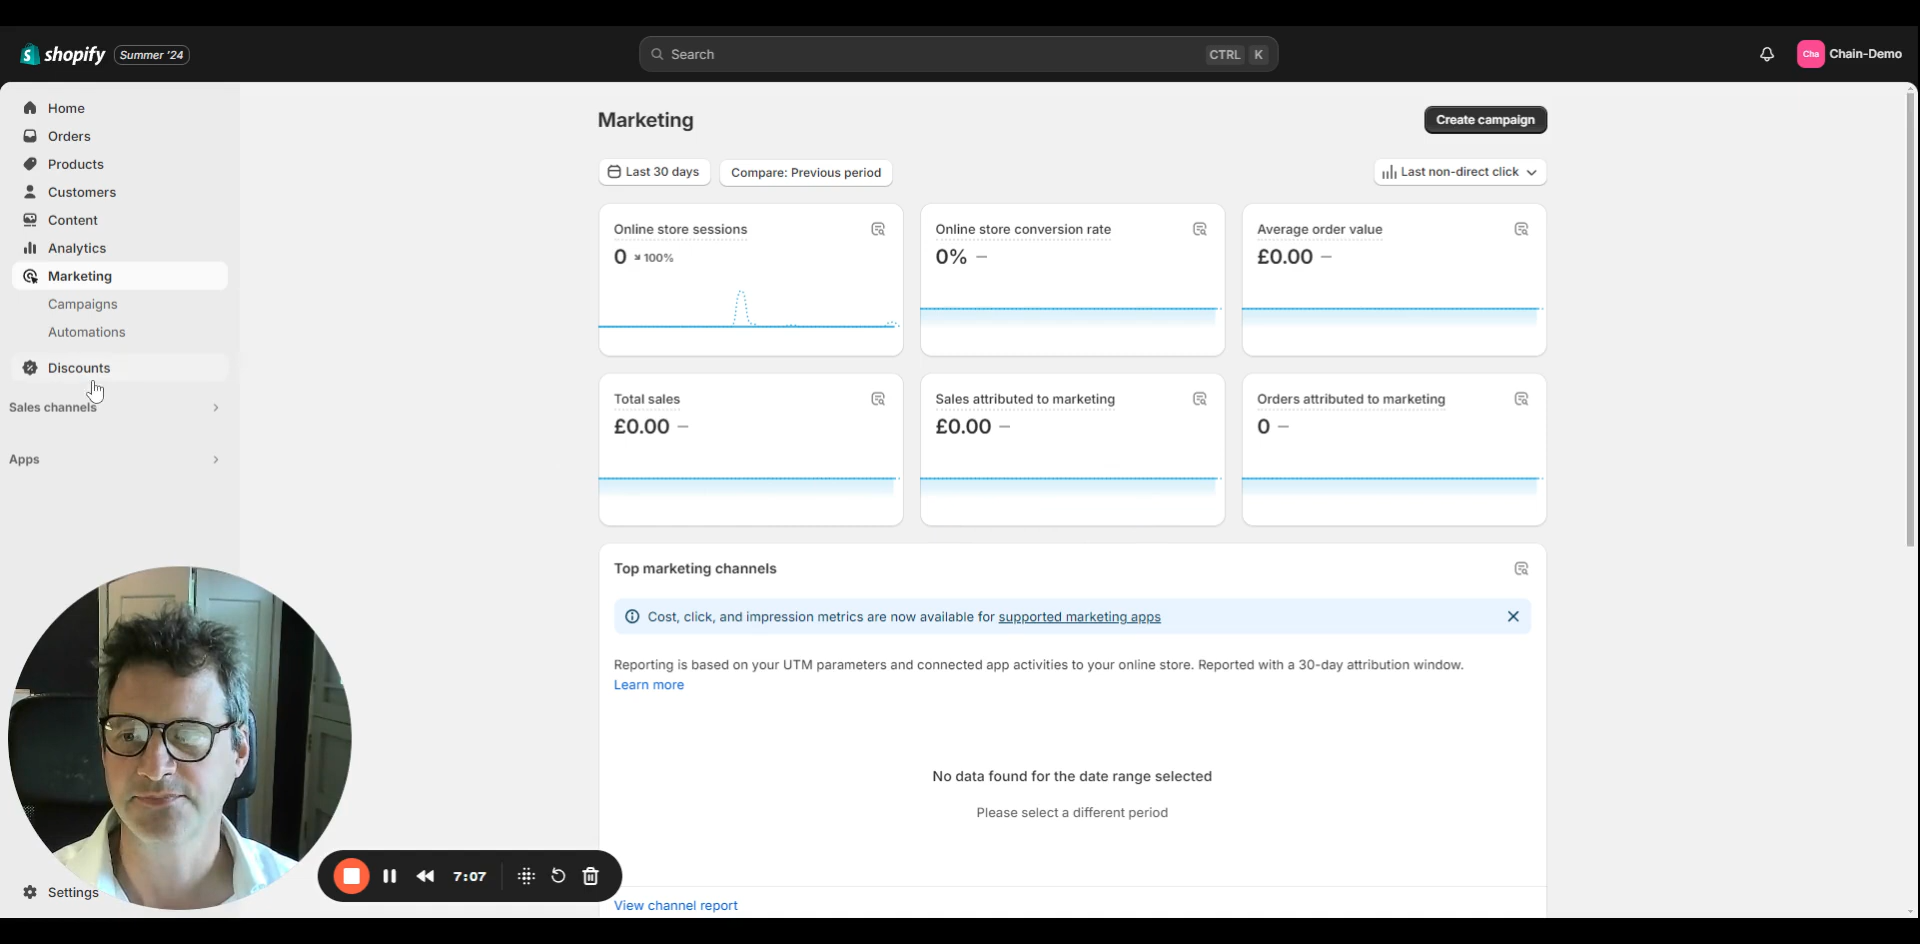 shopify Summer '24
Search CTRL K
Cha Chain-Demo
Home
Orders
Products
Customers
Content
Analytics
Marketing
Campaigns
Automations
Discounts
Sales channels
Apps
Settings
Marketing
Create campaign
Last 30 days
Compare: Previous period
Last non-direct click
Online store sessions
0 100%
Online store conversion rate
0% —
Average order value
£0.00 —
Total sales
£0.00 —
Sales attributed to marketing
£0.00 —
Orders attributed to marketing
0 —
Top marketing channels
Cost, click, and impression metrics are now available for supported marketing apps
Reporting is based on your UTM parameters and connected app activities to your online store. Reported with a 30-day attribution window.
Learn more
No data found for the date range selected
Please select a different period
View channel report
7:07